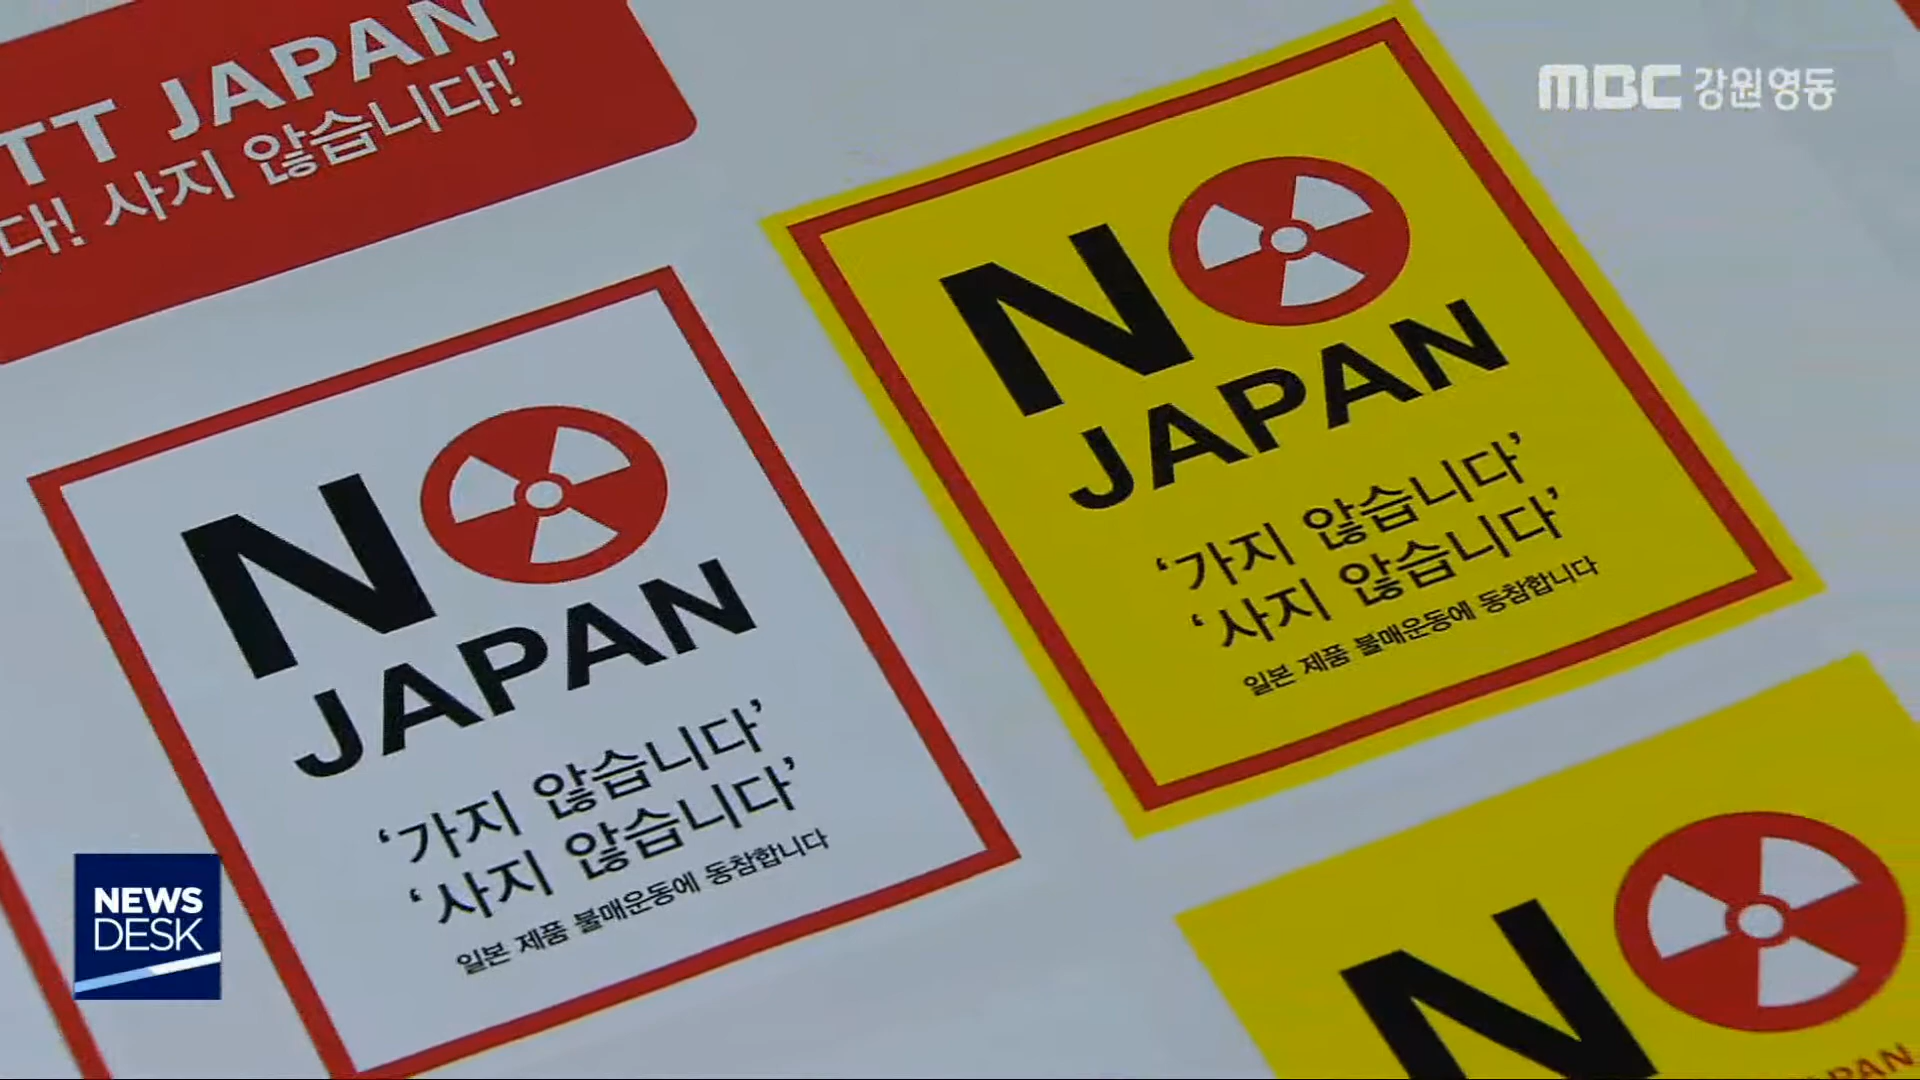 TT JAPAN
다! 사지 않습니다!’
MBC 강원영동
NO
JAPAN
‘가지 않습니다’
‘사지 않습니다’
일본 제품 불매운동에 동참합니다
NO
JAPAN
‘가지 않습니다’
‘사지 않습니다’
일본 제품 불매운동에 동참합니다
NO
PAN
NEWS
DESK